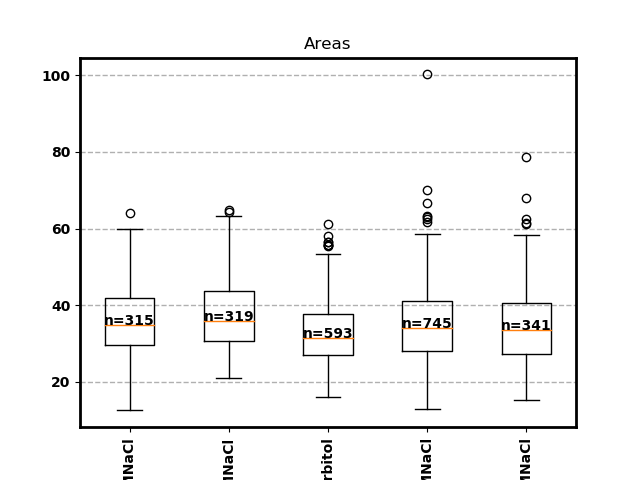 Areas
100
80
60
40
20
n=315
n=319
n=593
n=745
n=341
MNaCl
MNaCl
rbitol
MNaCl
MNaCl